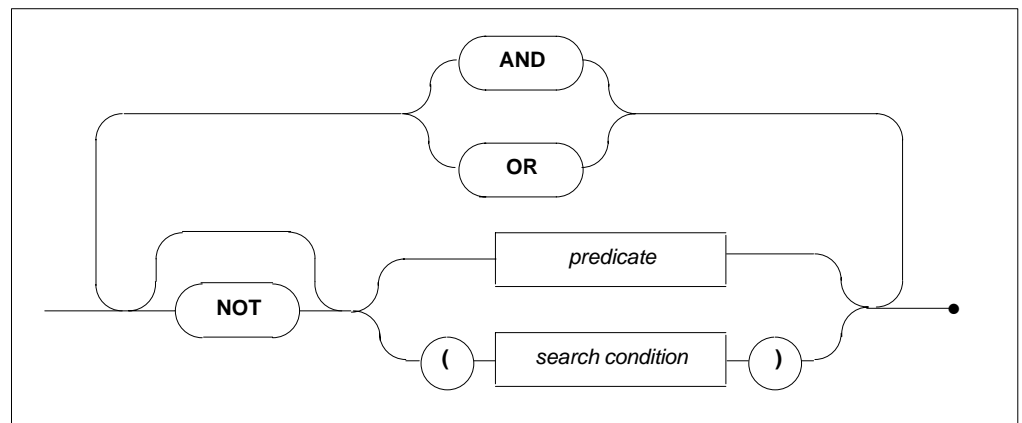 AND
OR
predicate
NOT
( search condition )